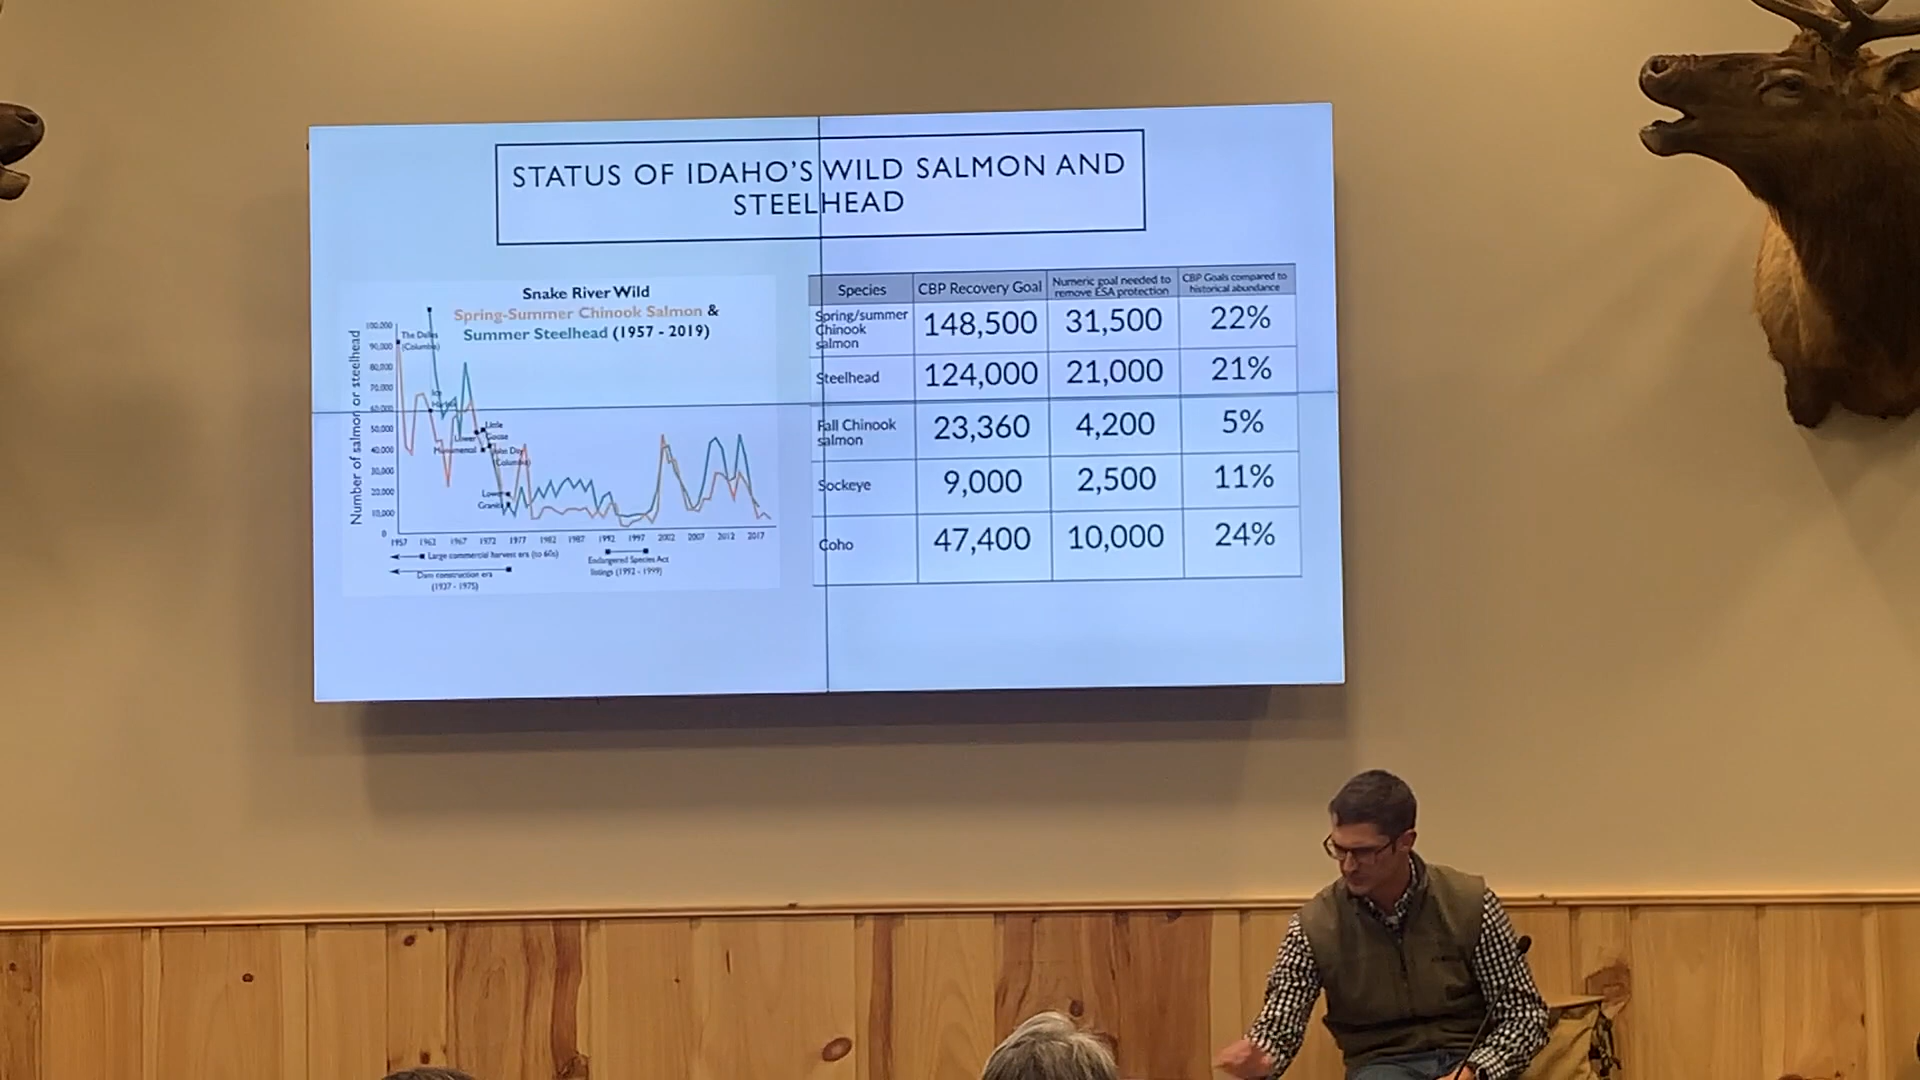 STATUS OF IDAHO'S WILD SALMON AND
STEELHEAD
Snake River Wild
Spring-Summer Chinook Salmon &
Summer Steelhead (1957 - 2019)
Number of salmon or steelhead
100,000
90,000
80,000
70,000
60,000
50,000
40,000
30,000
20,000
10,000
0
The Dalles
(Columbia)
Ice
Harbor
Lower
Monumental
Little
Goose
John Day
(Columbia)
Lower
Granite
1957 1962 1967 1972 1977 1982 1987 1992 1997 2002 2007 2012 2017
Large commercial harvest era (to 60s)
Dam construction era
(1937 - 1975)
Endangered Species Act
listings (1992 - 1999)
Species CBP Recovery Goal Numeric goal needed to remove ESA protection CBP Goals compared to historical abundance
Spring/summer Chinook salmon 148,500 31,500 22%
Steelhead 124,000 21,000 21%
Fall Chinook salmon 23,360 4,200 5%
Sockeye 9,000 2,500 11%
Coho 47,400 10,000 24%